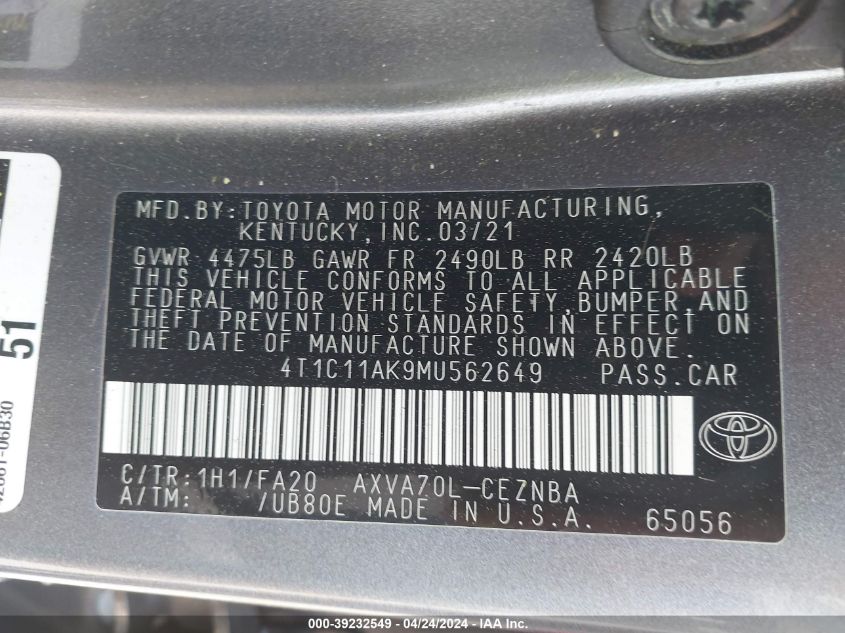 MFD.BY:TOYOTA MOTOR MANUFACTURING,
KENTUCKY,INC.03/21
GVWR 4475LB GAWR FR 2490LB RR 2420LB
THIS VEHICLE CONFORMS TO ALL APPLICABLE
FEDERAL MOTOR VEHICLE SAFETY,BUMPER,AND
THEFT PREVENTION STANDARDS IN EFFECT ON
THE DATE OF MANUFACTURE SHOWN ABOVE.
4T1C11AK9MU562649 PASS.CAR
C/TR:1H1/FA20 AXVA70L-CEZNBA
A/TM: /UB80E MADE IN U.S.A. 65056
51
000-39232549 - 04/24/2024 - IAA Inc.